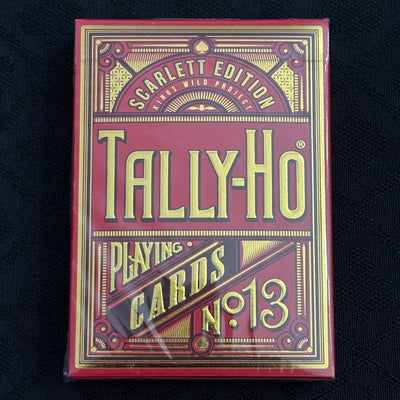 SCARLETT EDITION
KINGS WILD PROJECT
TALLY-HO®
PLAYING
CARDS
No13